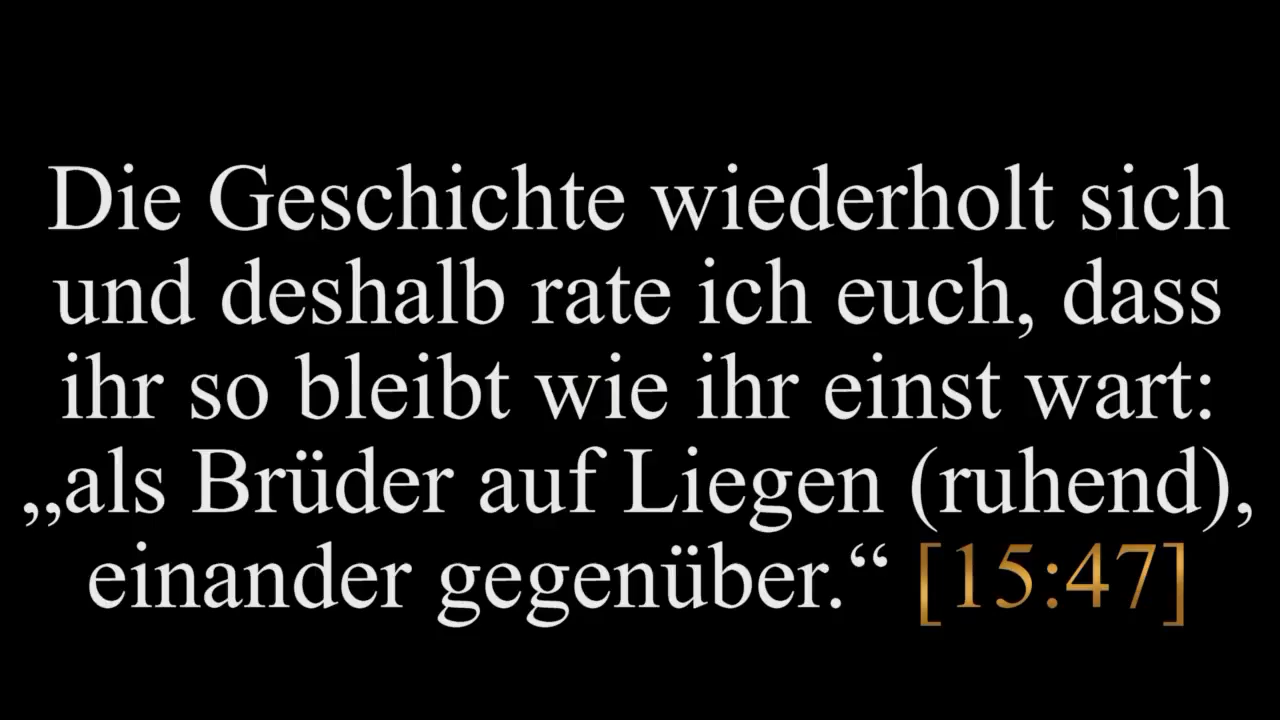 Die Geschichte wiederholt sich
und deshalb rate ich euch, dass
ihr so bleibt wie ihr einst wart:
„als Brüder auf Liegen (ruhend),
einander gegenüber.“ [15:47]